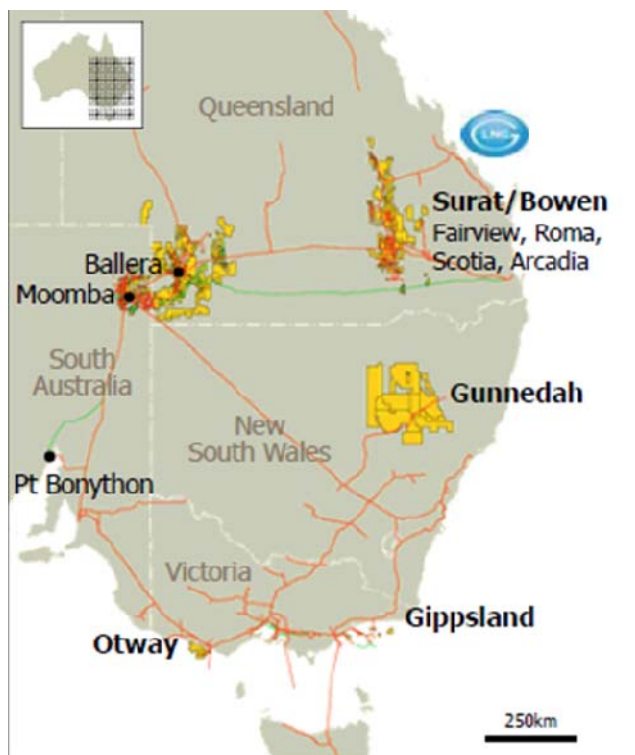 Queensland
LNG
Surat/Bowen
Fairview, Roma,
Scotia, Arcadia
Ballera
Moomba
South
Australia
Gunnedah
New
South Wales
Pt Bonython
Victoria
Gippsland
Otway
250km